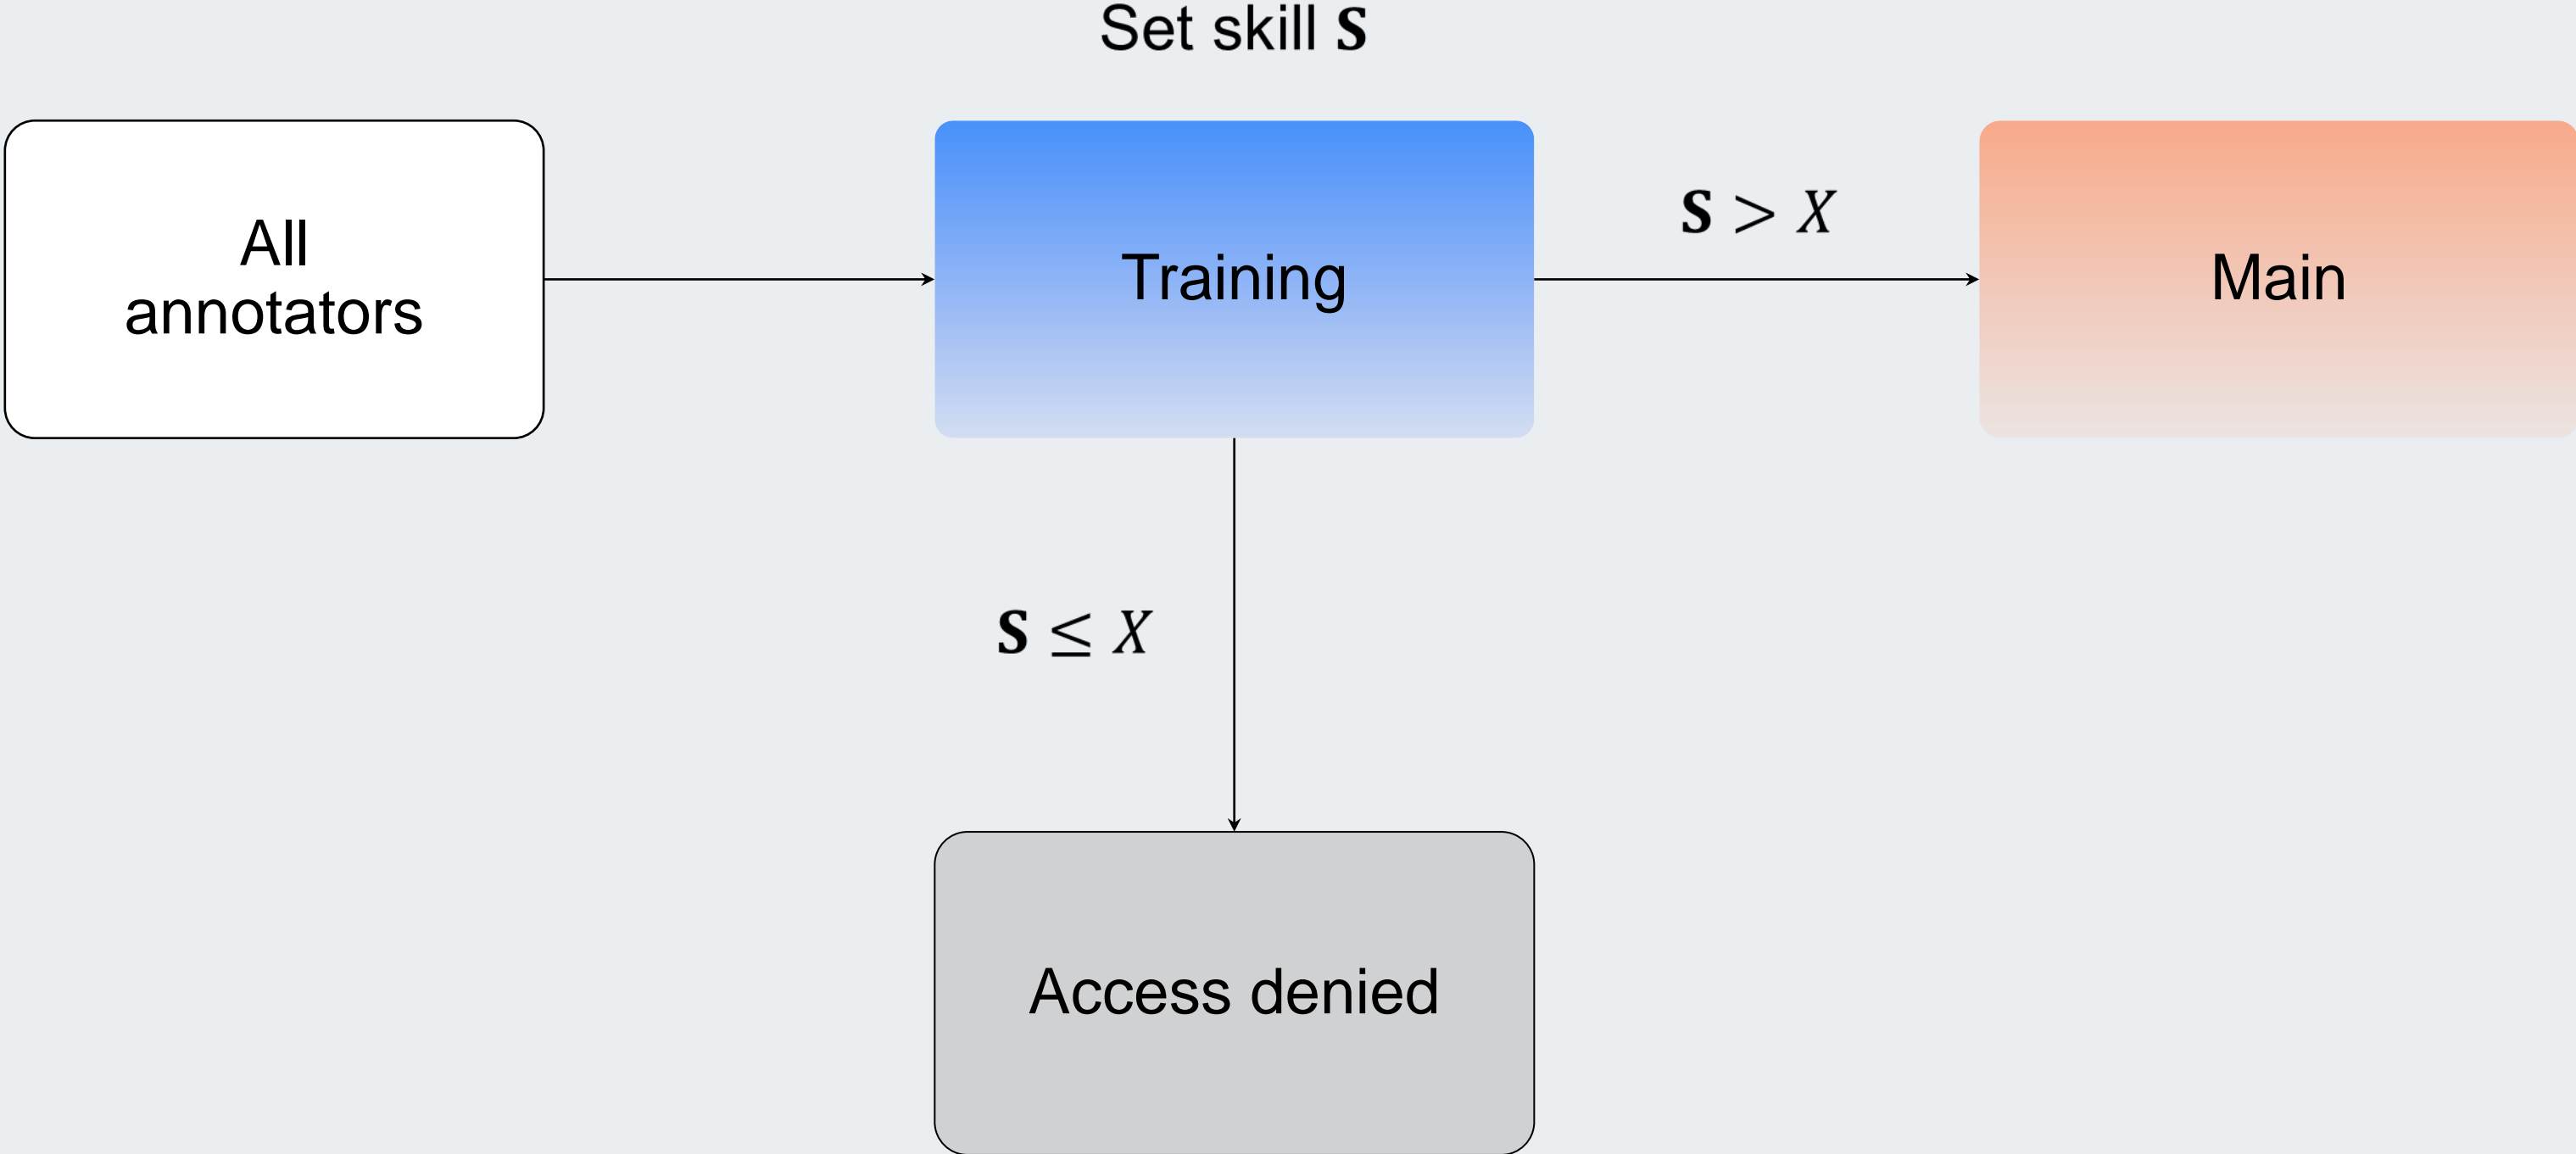 Set skill S
All
annotators
Training
S > X
Main
S ≤ X
Access denied